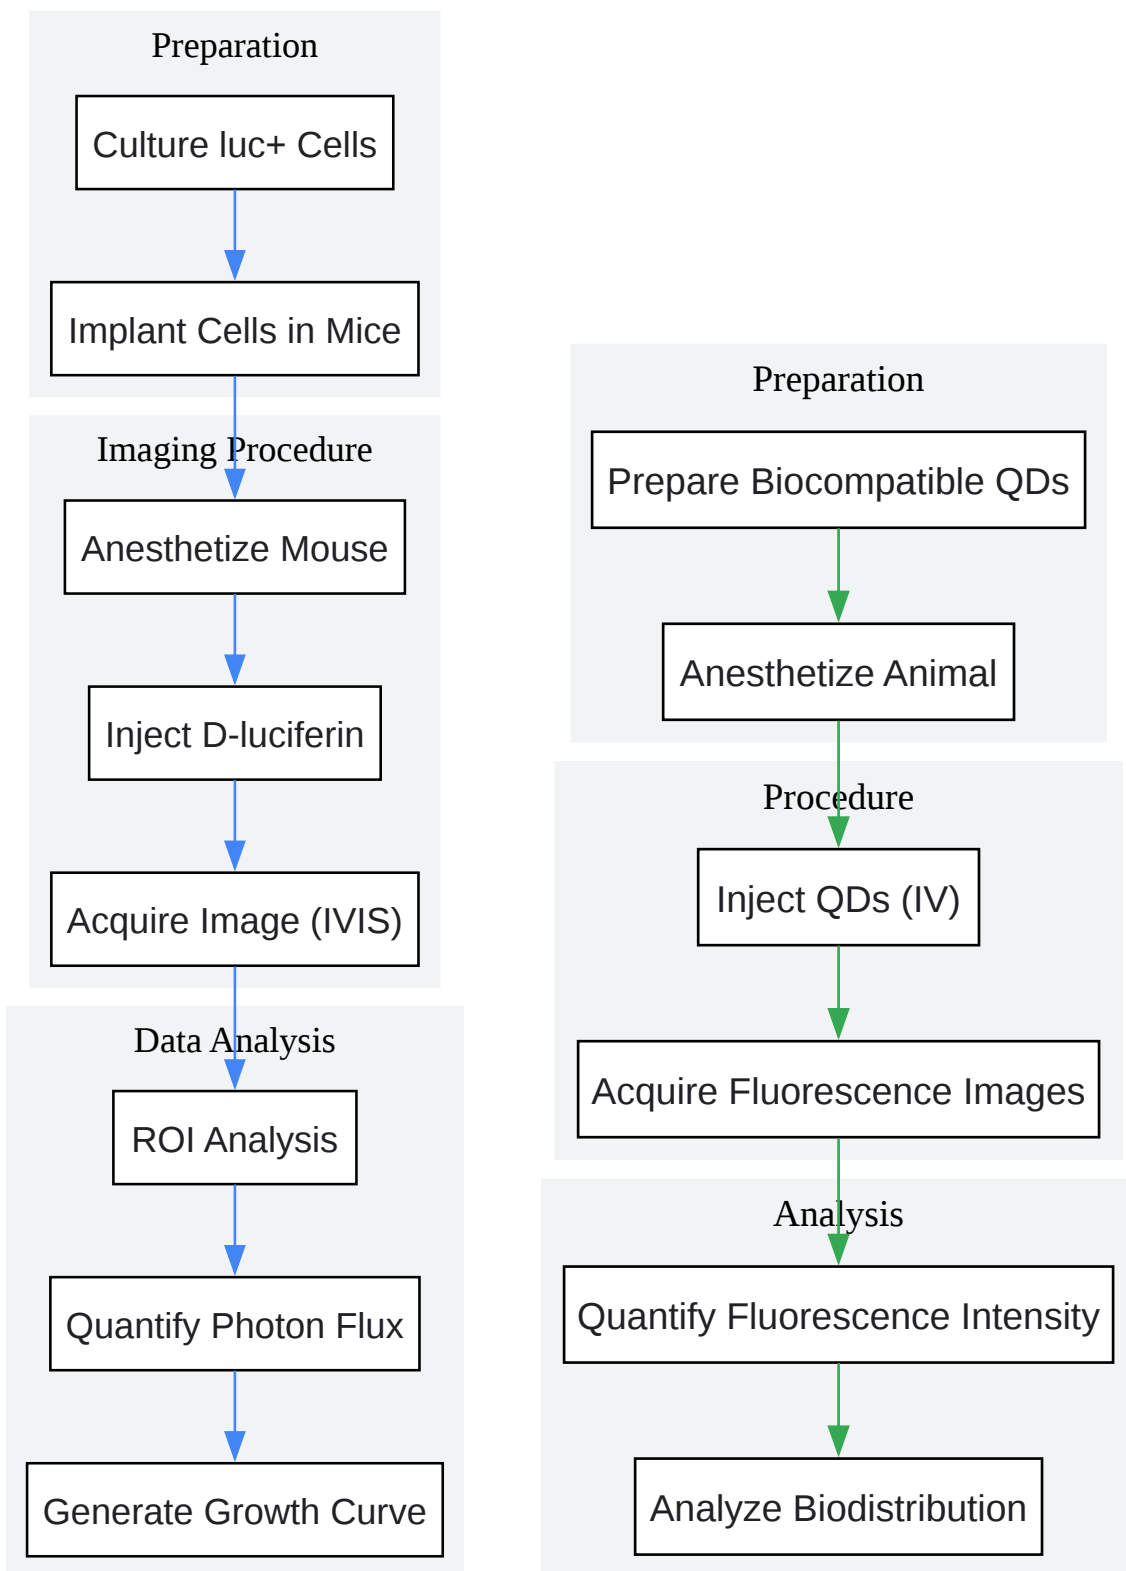 Preparation
Culture luc+ Cells
Implant Cells in Mice
Imaging Procedure
Anesthetize Mouse
Inject D-luciferin
Acquire Image (IVIS)
Data Analysis
ROI Analysis
Quantify Photon Flux
Generate Growth Curve
Preparation
Prepare Biocompatible QDs
Anesthetize Animal
Procedure
Inject QDs (IV)
Acquire Fluorescence Images
Analysis
Quantify Fluorescence Intensity
Analyze Biodistribution